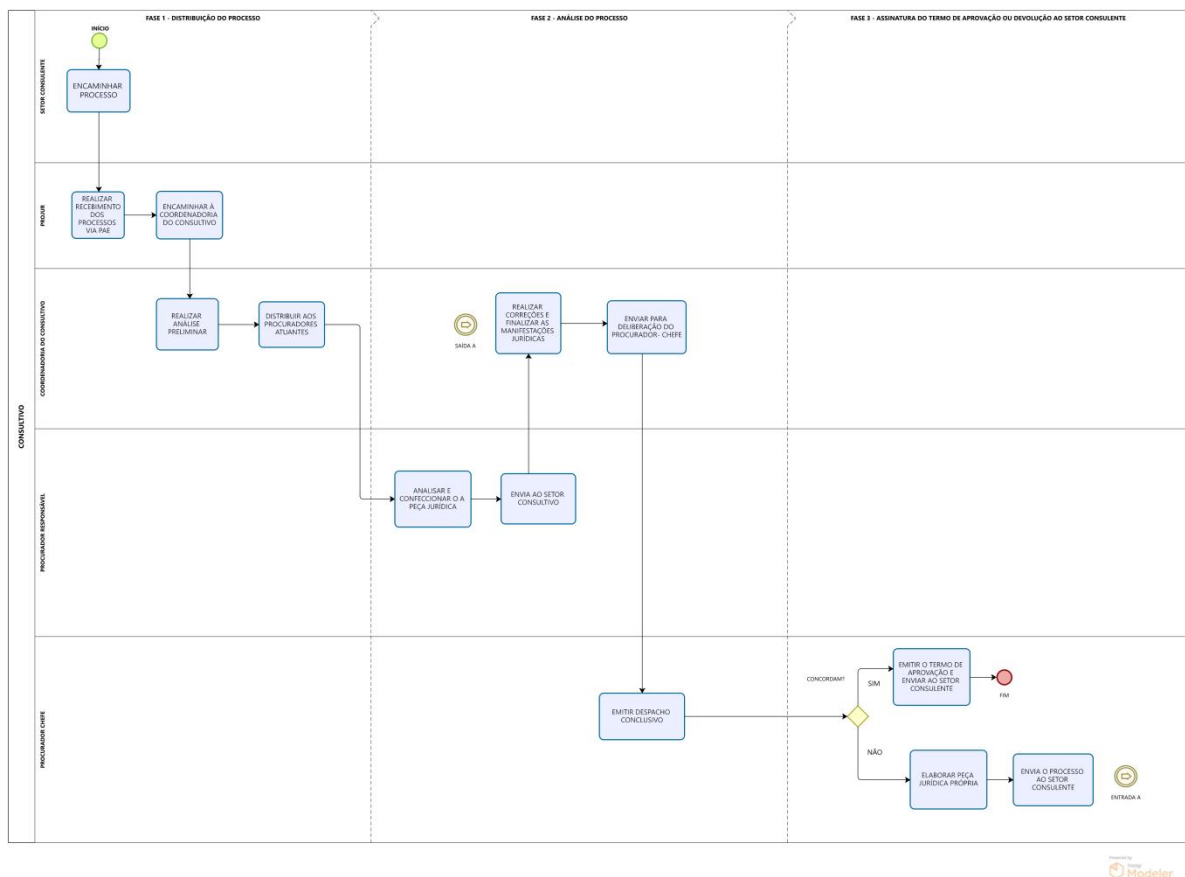 FASE 1 - DISTRIBUIÇÃO DO PROCESSO
FASE 2 - ANÁLISE DO PROCESSO
FASE 3 - ASSINATURA DO TERMO DE APROVAÇÃO OU DEVOLUÇÃO AO SETOR CONSULENTE
CONSULTIVO
SETOR CONSULENTE
INÍCIO
ENCAMINHAR
PROCESSO
PROJUR
REALIZAR
RECEBIMENTO
DOS
PROCESSOS
VIA PAE
ENCAMINHAR À
COORDENADORIA
DO CONSULTIVO
COORDENADORIA DO CONSULTIVO
REALIZAR
ANÁLISE
PRELIMINAR
DISTRIBUIR AOS
PROCURADORES
ATUANTES
SAÍDA A
REALIZAR
CORREÇÕES E
FINALIZAR AS
MANIFESTAÇÕES
JURÍDICAS
ENVIAR PARA
DELIBERAÇÃO DO
PROCURADOR- CHEFE
PROCURADOR RESPONSÁVEL
ANALISAR E
CONFECCIONAR O A
PEÇA JURÍDICA
ENVIA AO SETOR
CONSULTIVO
PROCURADOR CHEFE
EMITIR DESPACHO
CONCLUSIVO
CONCORDAM?
SIM
EMITIR O TERMO DE
APROVAÇÃO E
ENVIAR AO SETOR
CONSULENTE
FIM
NÃO
ELABORAR PEÇA
JURÍDICA PRÓPRIA
ENVIA O PROCESSO
AO SETOR
CONSULENTE
ENTRADA A
Powered by
bizagi
Modeler